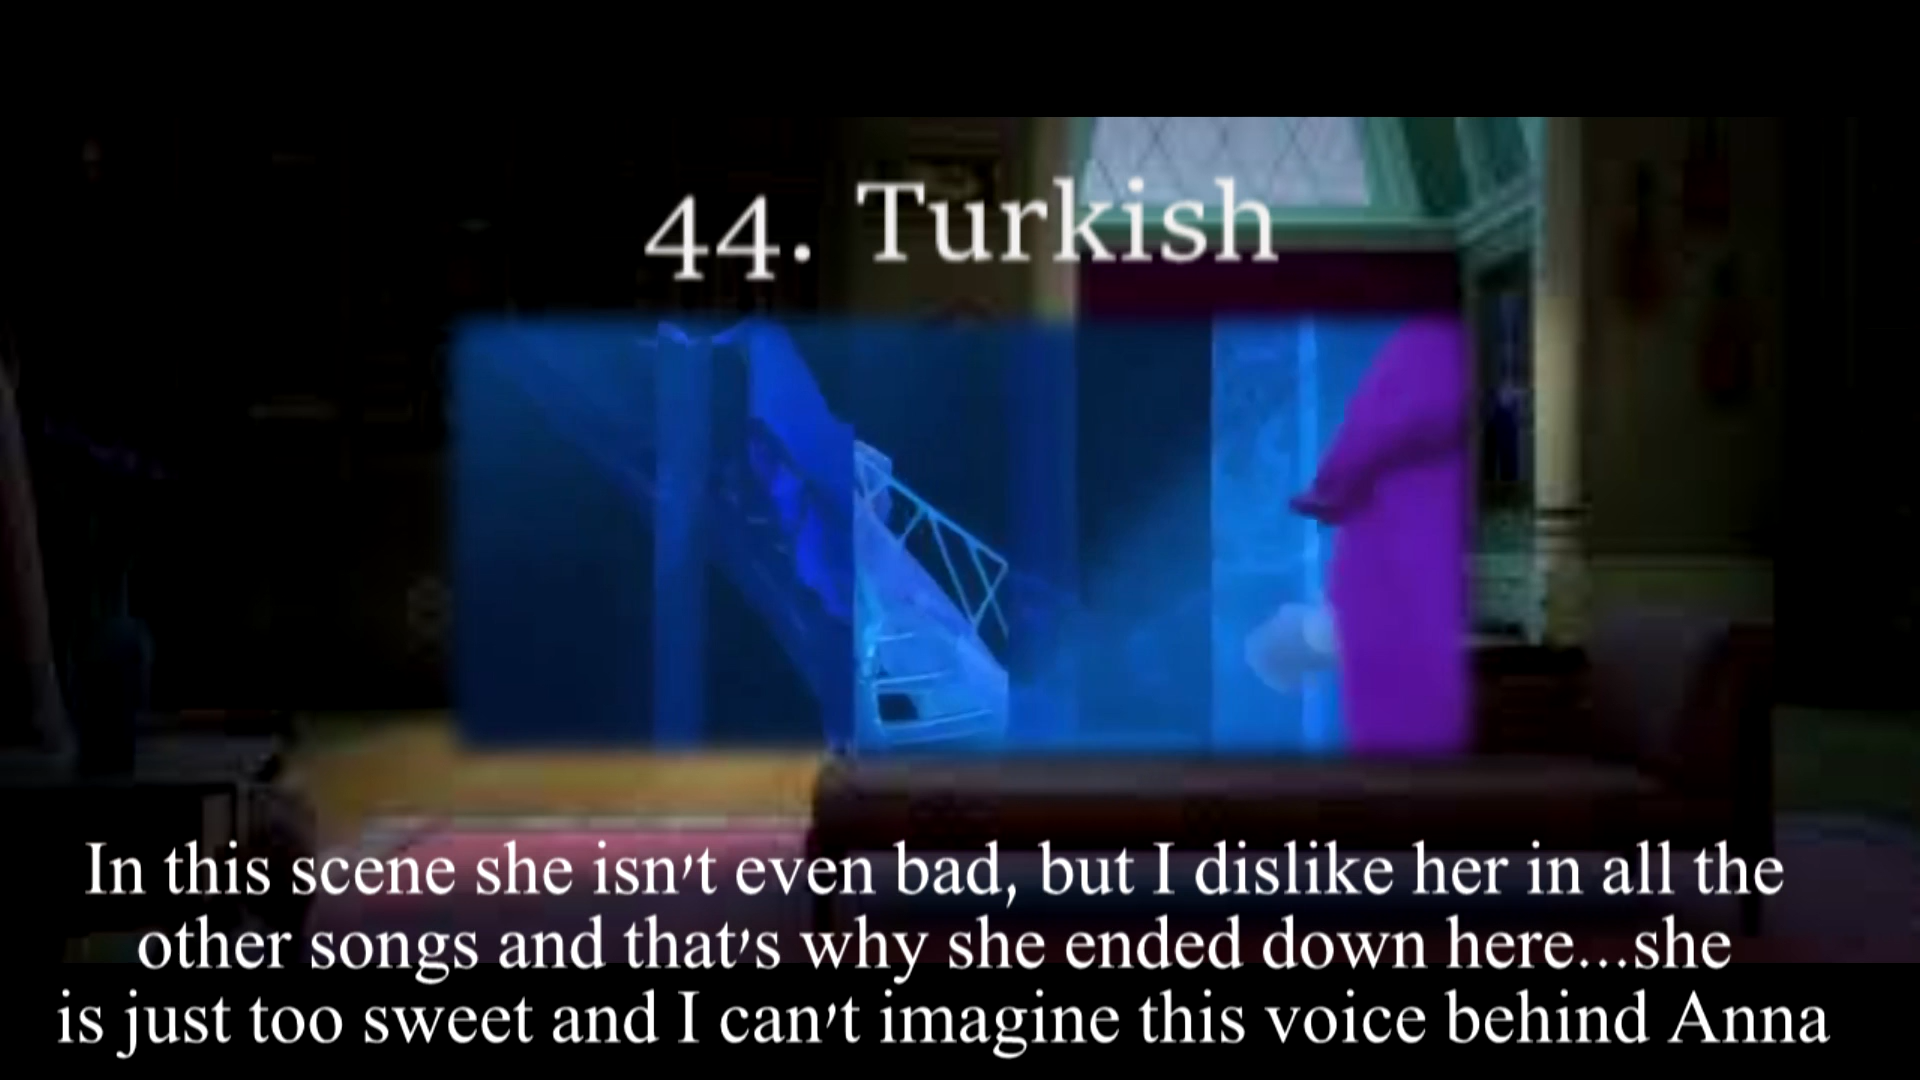 44. Turkish
In this scene she isn't even bad, but I dislike her in all the
other songs and that's why she ended down here...she
is just too sweet and I can't imagine this voice behind Anna